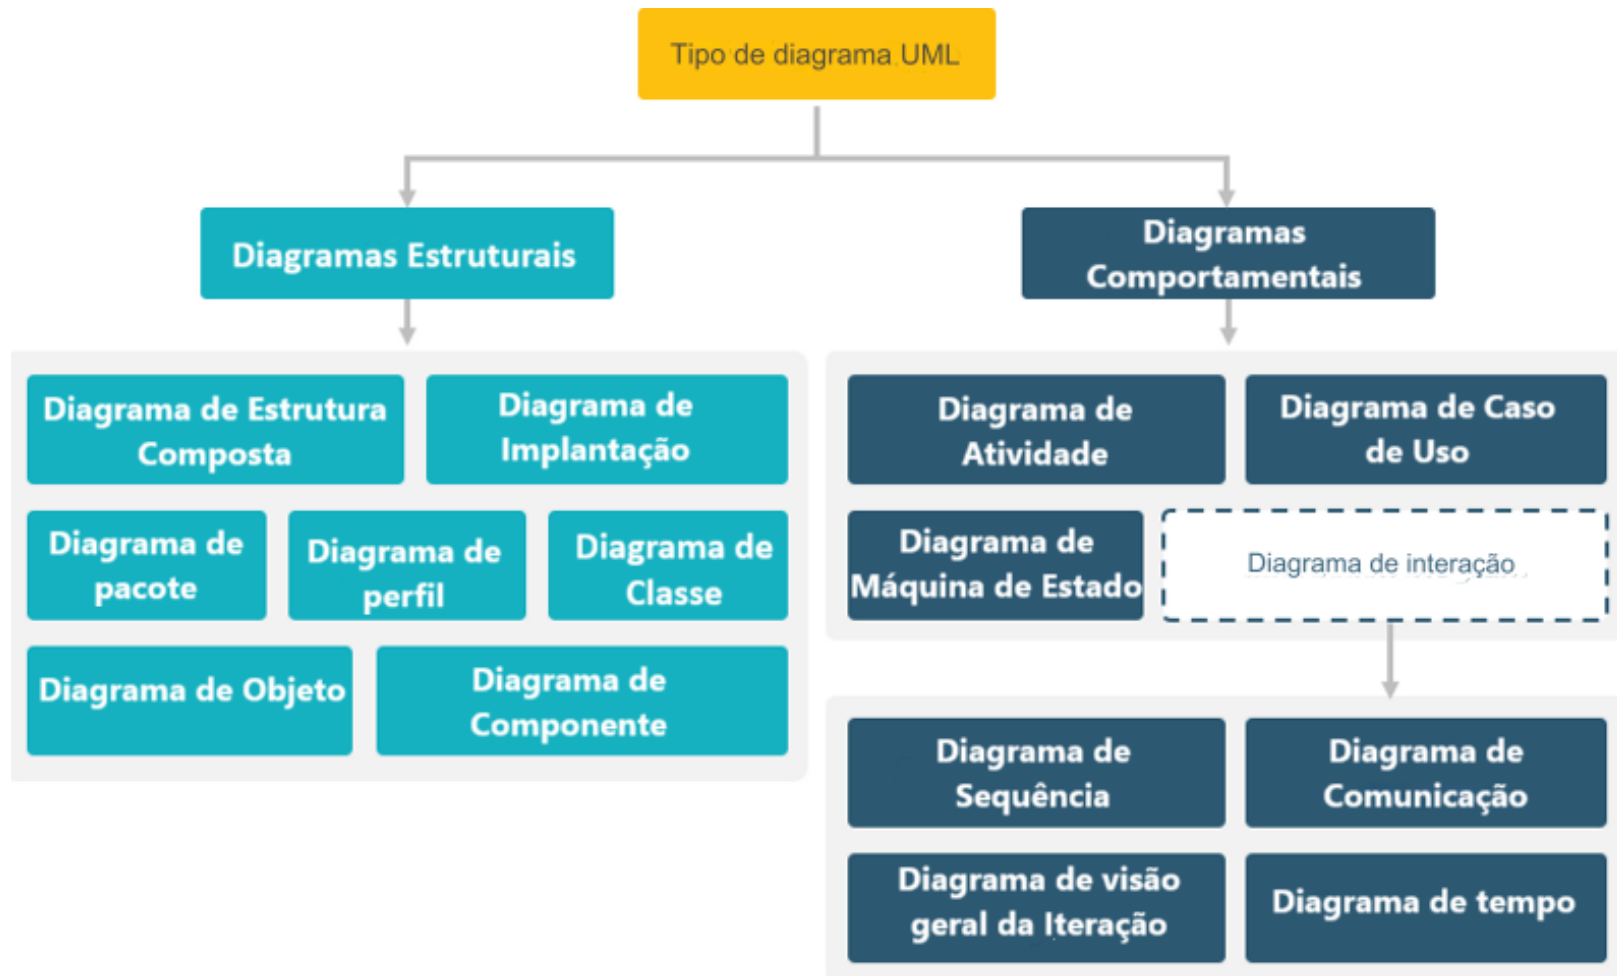 Tipo de diagrama UML
Diagramas Estruturais
Diagramas
Comportamentais
Diagrama de Estrutura
Composta
Diagrama de
Implantação
Diagrama de
pacote
Diagrama de
perfil
Diagrama de
Classe
Diagrama de Objeto
Diagrama de
Componente
Diagrama de
Atividade
Diagrama de Caso
de Uso
Diagrama de
Máquina de Estado
Diagrama de interação
Diagrama de
Sequência
Diagrama de
Comunicação
Diagrama de visão
geral da Iteração
Diagrama de tempo